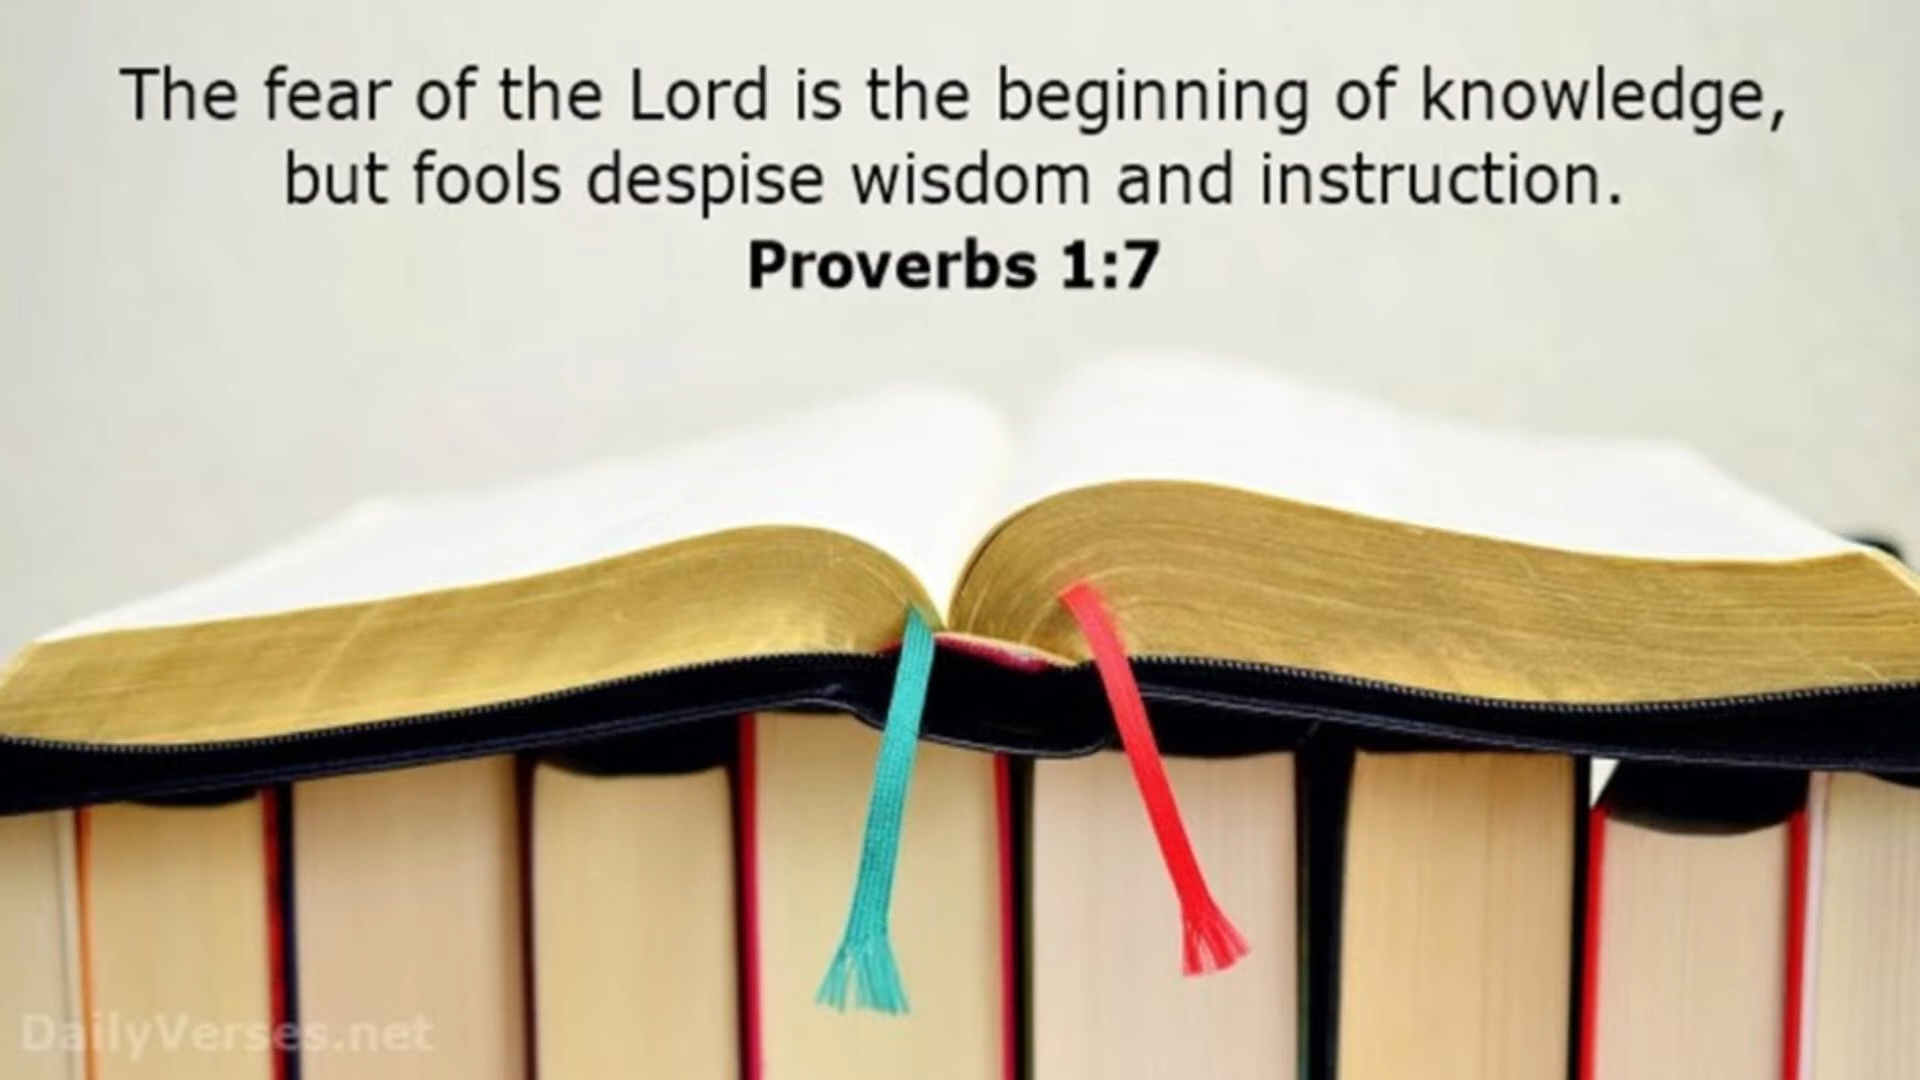 The fear of the Lord is the beginning of knowledge,
but fools despise wisdom and instruction.
Proverbs 1:7
DailyVerses.net